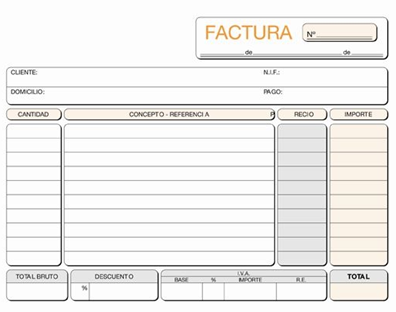 FACTURA Nº
de de
CLIENTE: N.I.F.:
DOMICILIO: PAGO:
CANTIDAD CONCEPTO - REFERENCI A P RECIO IMPORTE
TOTAL BRUTO DESCUENTO I.V.A. TOTAL
% BASE % IMPORTE R.E.